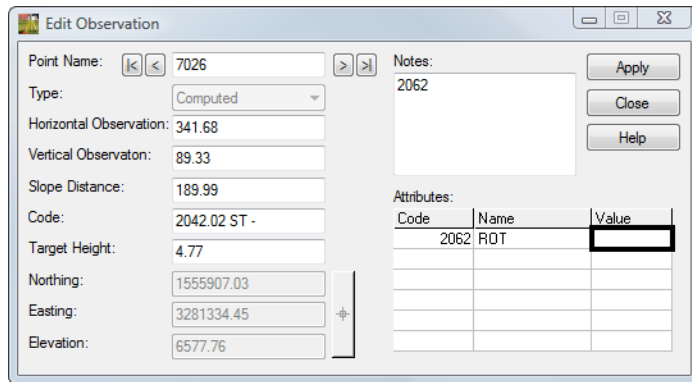 Edit Observation
Point Name: |< < 7026 > >|
Type: Computed
Horizontal Observation: 341.68
Vertical Observaton: 89.33
Slope Distance: 189.99
Code: 2042.02 ST -
Target Height: 4.77
Northing: 1555907.03
Easting: 3281334.45
Elevation: 6577.76
Notes:
2062
Attributes:
Code Name Value
2062 ROT
Apply
Close
Help